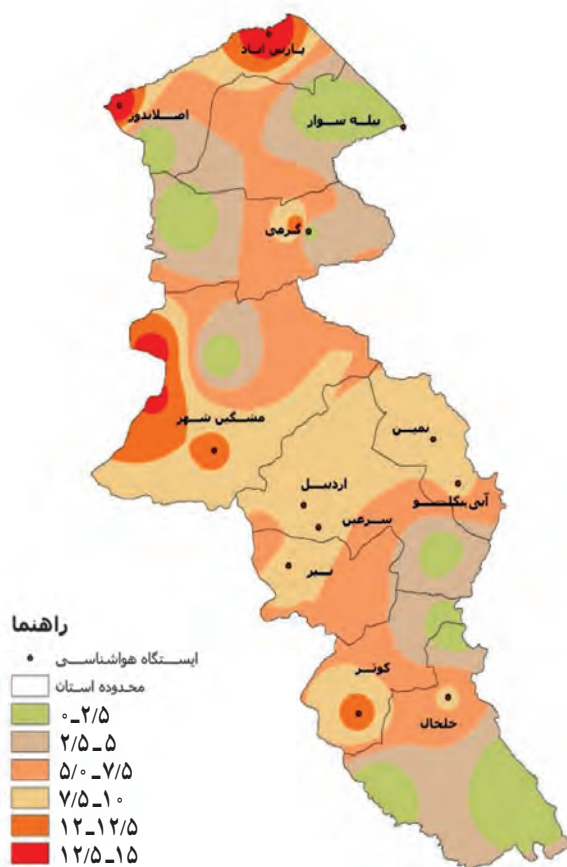 پارس آباد
اصلاندوز
بیله سوار
گرمی
مشگین شهر
نمین
اردبیل
آبی بیگلو
سرعین
نیر
کوثر
خلخال
راهنما
ایستگاه هواشناسی
محدوده استان
۰-۲/۵
۲/۵-۵
۵/۰-۷/۵
۷/۵-۱۰
۱۲-۱۲/۵
۱۲/۵-۱۵